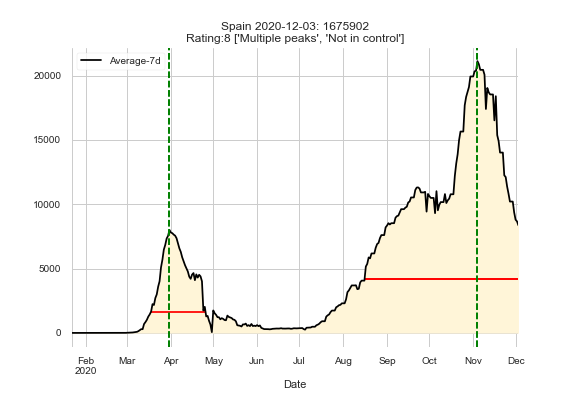 Spain 2020-12-03: 1675902
Rating:8 ['Multiple peaks', 'Not in control']
Average-7d
20000
15000
10000
5000
0
Feb Mar Apr May Jun Jul Aug Sep Oct Nov Dec
2020
Date